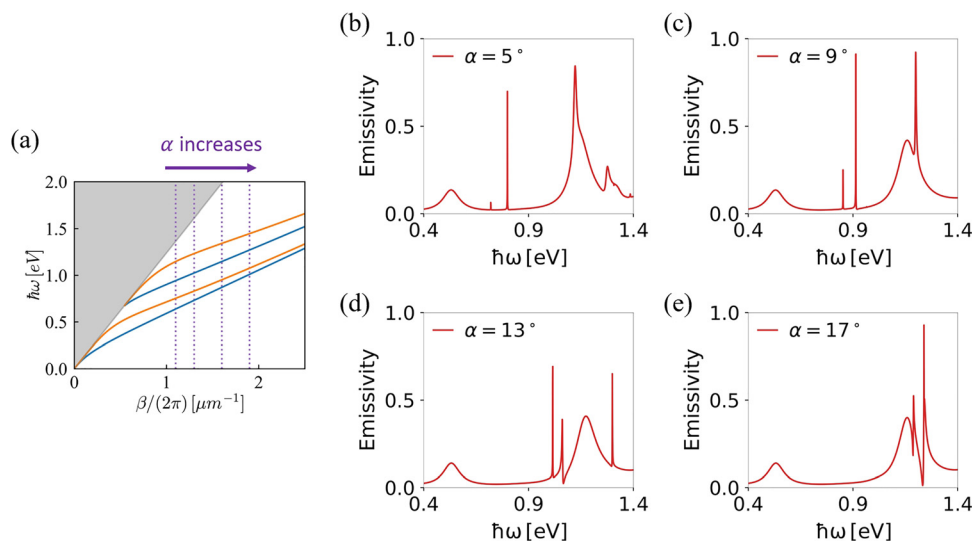 (a)
α increases
2.0
1.5
1.0
0.5
0.0
ħω [eV]
0
1
2
β/(2π) [μm⁻¹]
(b)
1.0
0.5
0.0
Emissivity
α = 5°
0.4
0.9
1.4
ħω [eV]
(c)
1.0
0.5
0.0
Emissivity
α = 9°
0.4
0.9
1.4
ħω [eV]
(d)
1.0
0.5
0.0
Emissivity
α = 13°
0.4
0.9
1.4
ħω [eV]
(e)
1.0
0.5
0.0
Emissivity
α = 17°
0.4
0.9
1.4
ħω [eV]